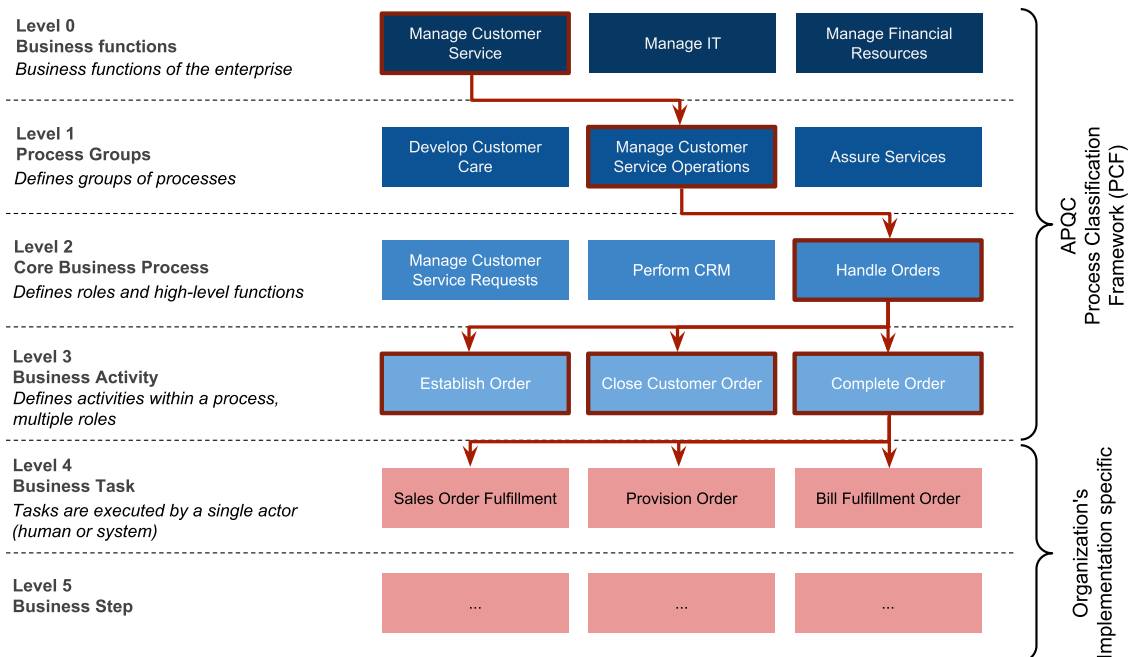 Level 0
Business functions
Business functions of the enterprise
Manage Customer
Service
Manage IT
Manage Financial
Resources
Level 1
Process Groups
Defines groups of processes
Develop Customer
Care
Manage Customer
Service Operations
Assure Services
Level 2
Core Business Process
Defines roles and high-level functions
Manage Customer
Service Requests
Perform CRM
Handle Orders
Level 3
Business Activity
Defines activities within a process,
multiple roles
Establish Order
Close Customer Order
Complete Order
Level 4
Business Task
Tasks are executed by a single actor
(human or system)
Sales Order Fulfillment
Provision Order
Bill Fulfillment Order
Level 5
Business Step
...
...
...
APQC
Process Classification
Framework (PCF)
Organization's
Implementation specific